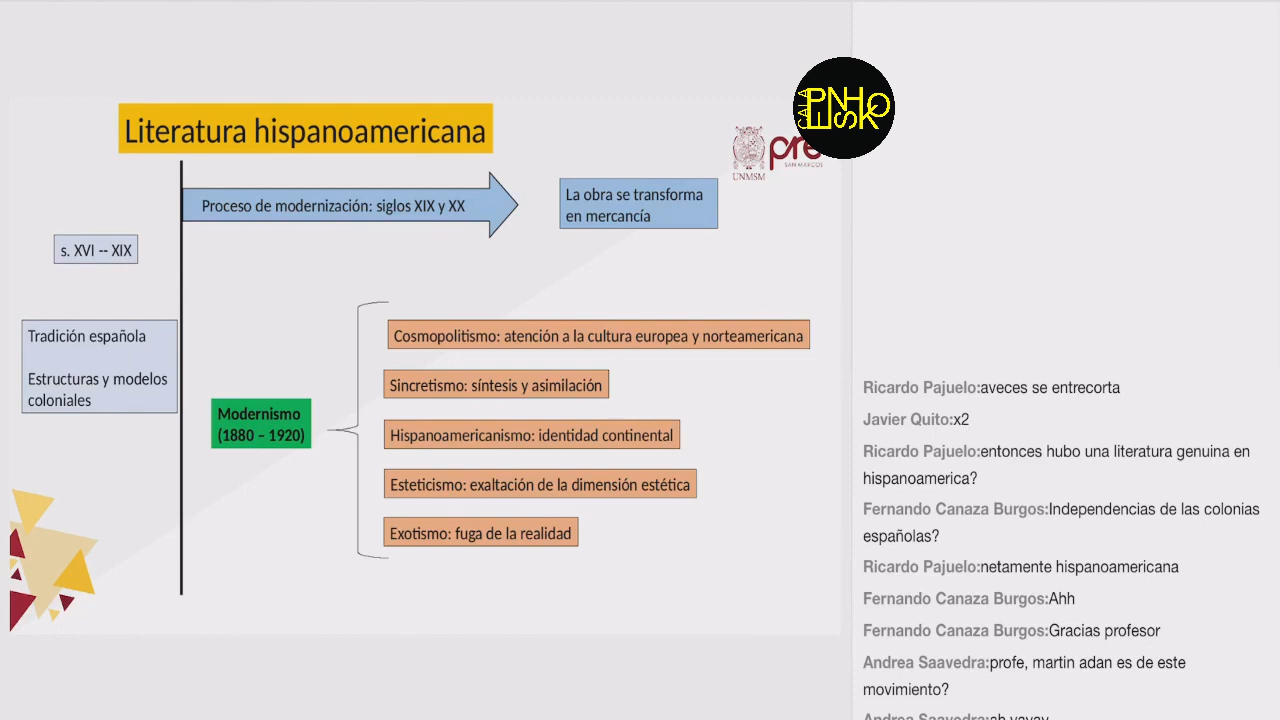 Literatura hispanoamericana
Proceso de modernización: siglos XIX y XX
La obra se transforma
en mercancía
s. XVI -- XIX
Tradición española
Estructuras y modelos
coloniales
Modernismo
(1880 – 1920)
Cosmopolitismo: atención a la cultura europea y norteamericana
Sincretismo: síntesis y asimilación
Hispanoamericanismo: identidad continental
Esteticismo: exaltación de la dimensión estética
Exotismo: fuga de la realidad
UNMSM
pre
SAN MARCOS
Ricardo Pajuelo:aveces se entrecorta
Javier Quito:x2
Ricardo Pajuelo:entonces hubo una literatura genuina en
hispanoamerica?
Fernando Canaza Burgos:Independencias de las colonias
españolas?
Ricardo Pajuelo:netamente hispanoamericana
Fernando Canaza Burgos:Ahh
Fernando Canaza Burgos:Gracias profesor
Andrea Saavedra:profe, martin adan es de este
movimiento?
Andrea Saavedra:ah